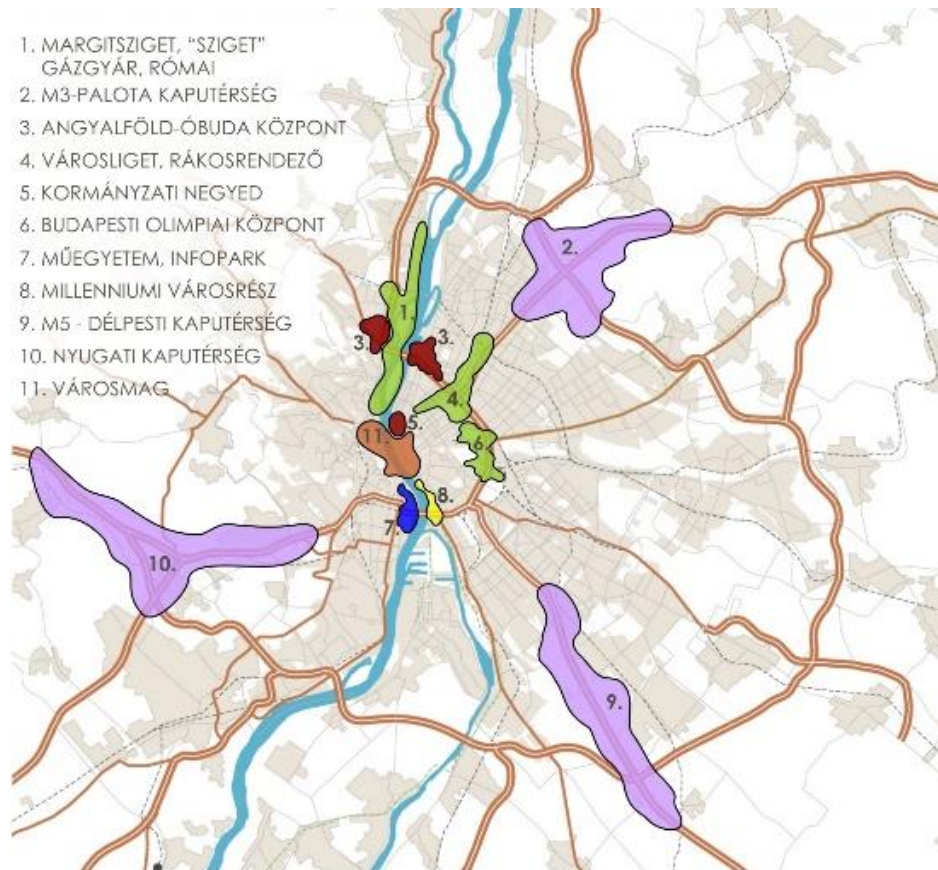 1. MARGITSZIGET, "SZIGET"
GÁZGYÁR, RÓMAI
2. M3-PALOTA KAPUTÉRSÉG
3. ANGYALFÖLD-ÓBUDA KÖZPONT
4. VÁROSLIGET, RÁKOSRENDEZŐ
5. KORMÁNYZATI NEGYED
6. BUDAPESTI OLIMPIAI KÖZPONT
7. MŰEGYETEM, INFOPARK
8. MILLENNIUMI VÁROSRÉSZ
9. M5 - DÉLPESTI KAPUTÉRSÉG
10. NYUGATI KAPUTÉRSÉG
11. VÁROSMAG
2.
1.
3.
3.
4.
5.
11.
6.
8.
7.
10.
9.